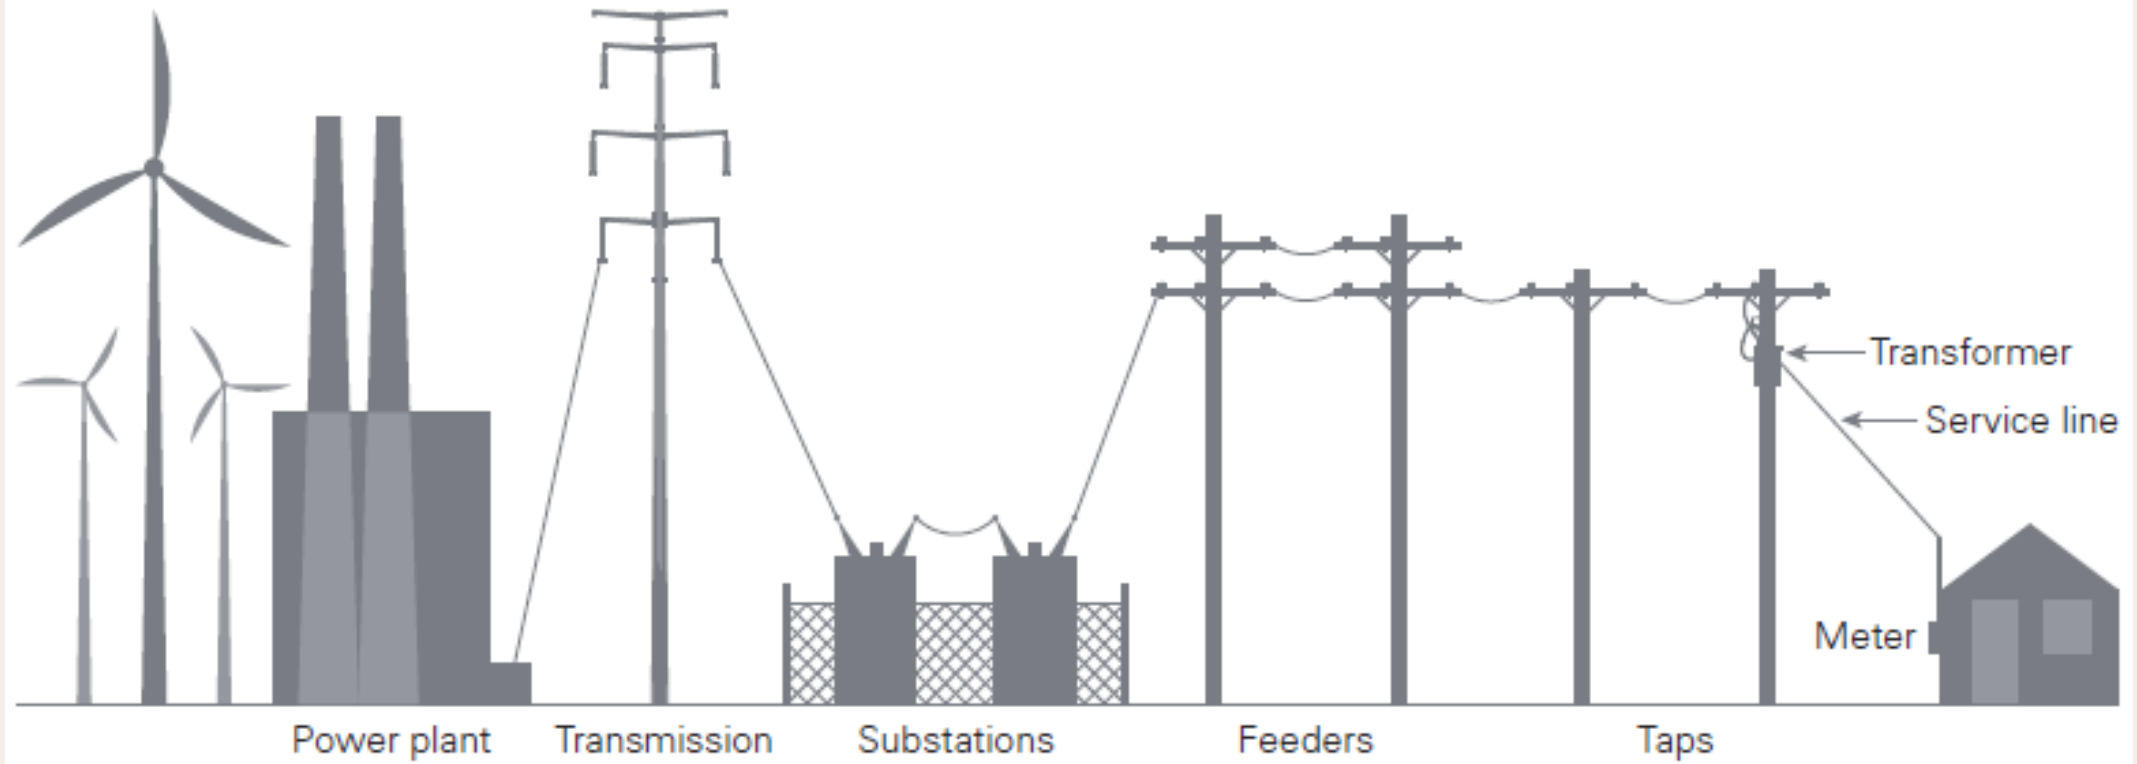 Transformer
Service line
Meter
Power plant
Transmission
Substations
Feeders
Taps